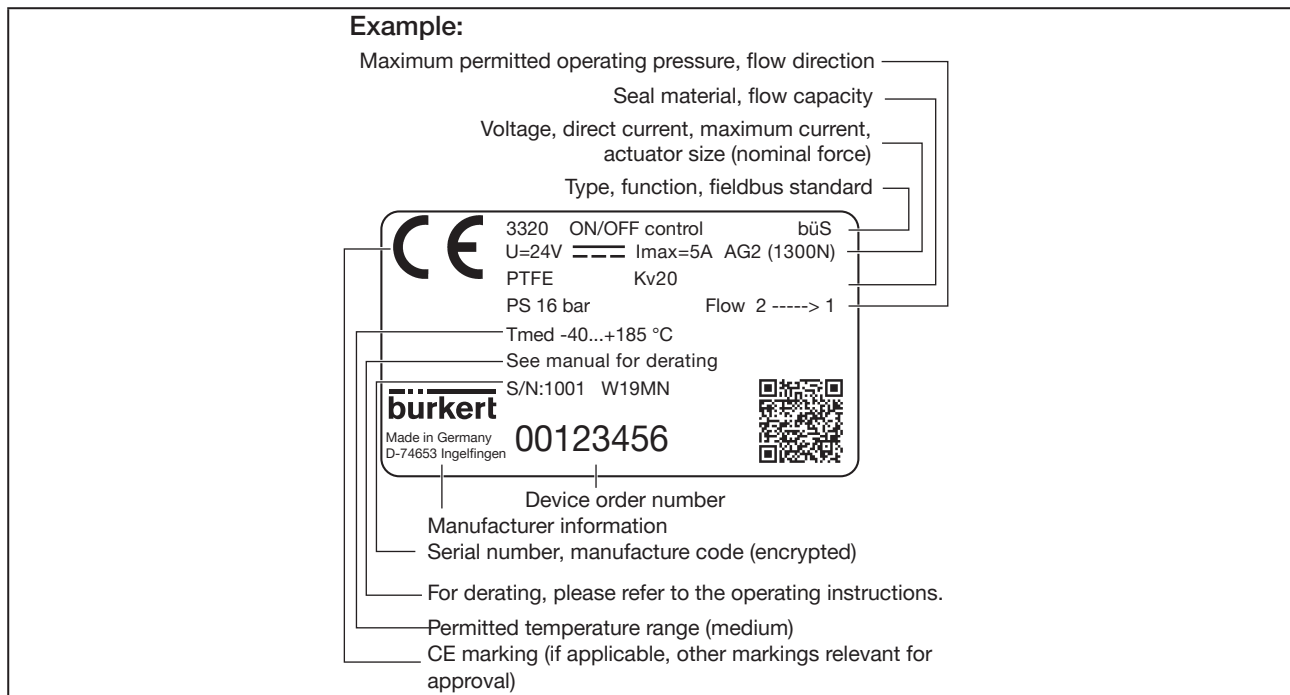 Example:
Maximum permitted operating pressure, flow direction
Seal material, flow capacity
Voltage, direct current, maximum current,
actuator size (nominal force)
Type, function, fieldbus standard
CE
3320 ON/OFF control büS
U=24V Imax=5A AG2 (1300N)
PTFE Kv20
PS 16 bar Flow 2 -----> 1
Tmed -40...+185 °C
See manual for derating
S/N:1001 W19MN
bürkert
Made in Germany
D-74653 Ingelfingen
00123456
Device order number
Manufacturer information
Serial number, manufacture code (encrypted)
For derating, please refer to the operating instructions.
Permitted temperature range (medium)
CE marking (if applicable, other markings relevant for
approval)